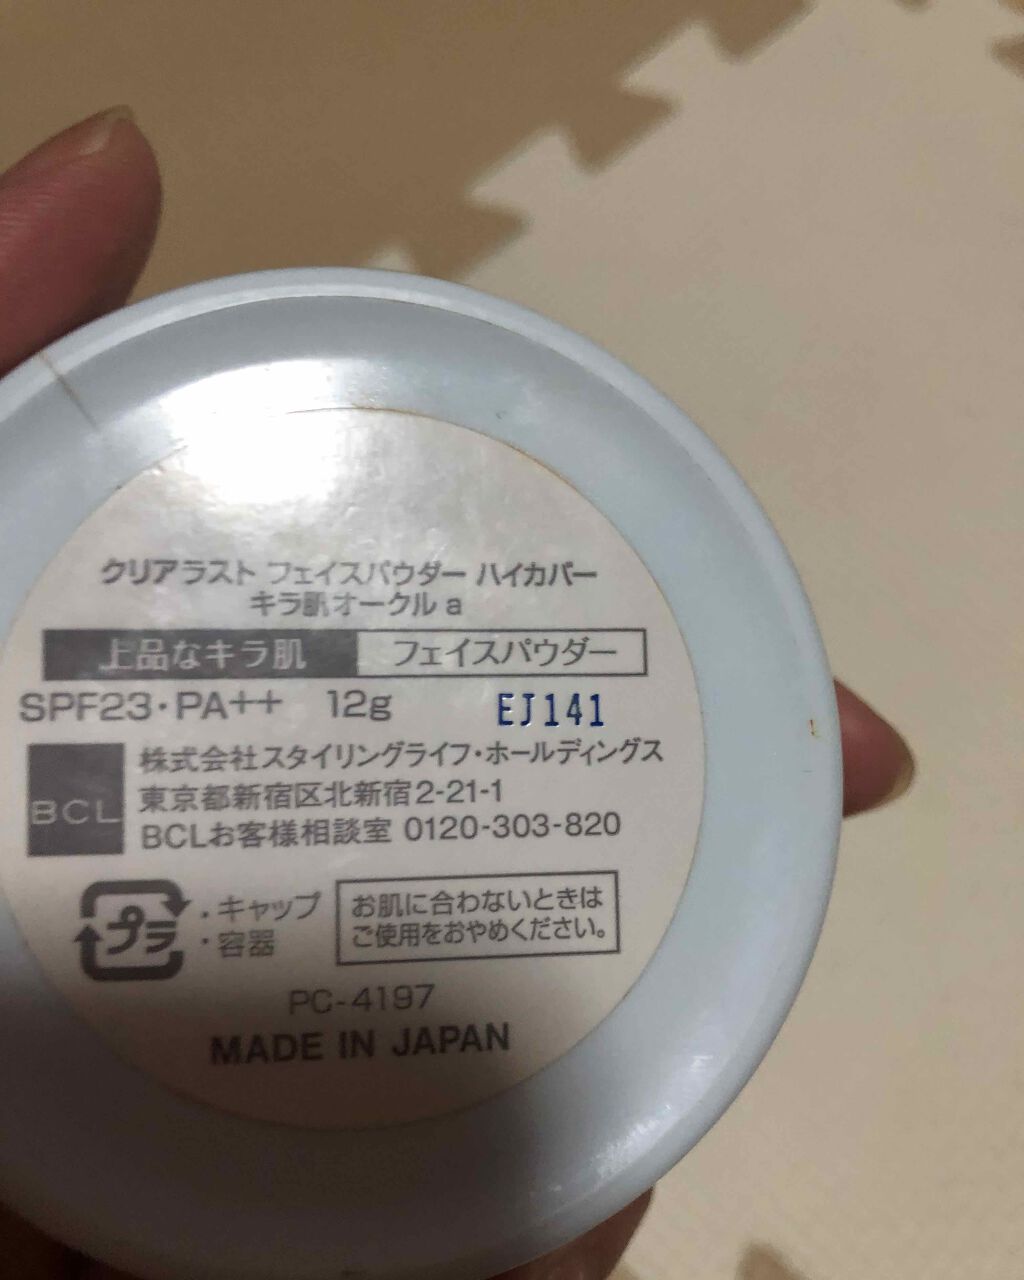 クリアラスト フェイスパウダー ハイカバー
キラ肌オークル a
上品なキラ肌 フェイスパウダー
SPF23・PA++ 12g EJ141
株式会社スタイリングライフ・ホールディングス
BCL 東京都新宿区北新宿2-21-1
BCLお客様相談室 0120-303-820
プラ
・キャップ
・容器
お肌に合わないときは
ご使用をおやめください。
PC-4197
MADE IN JAPAN